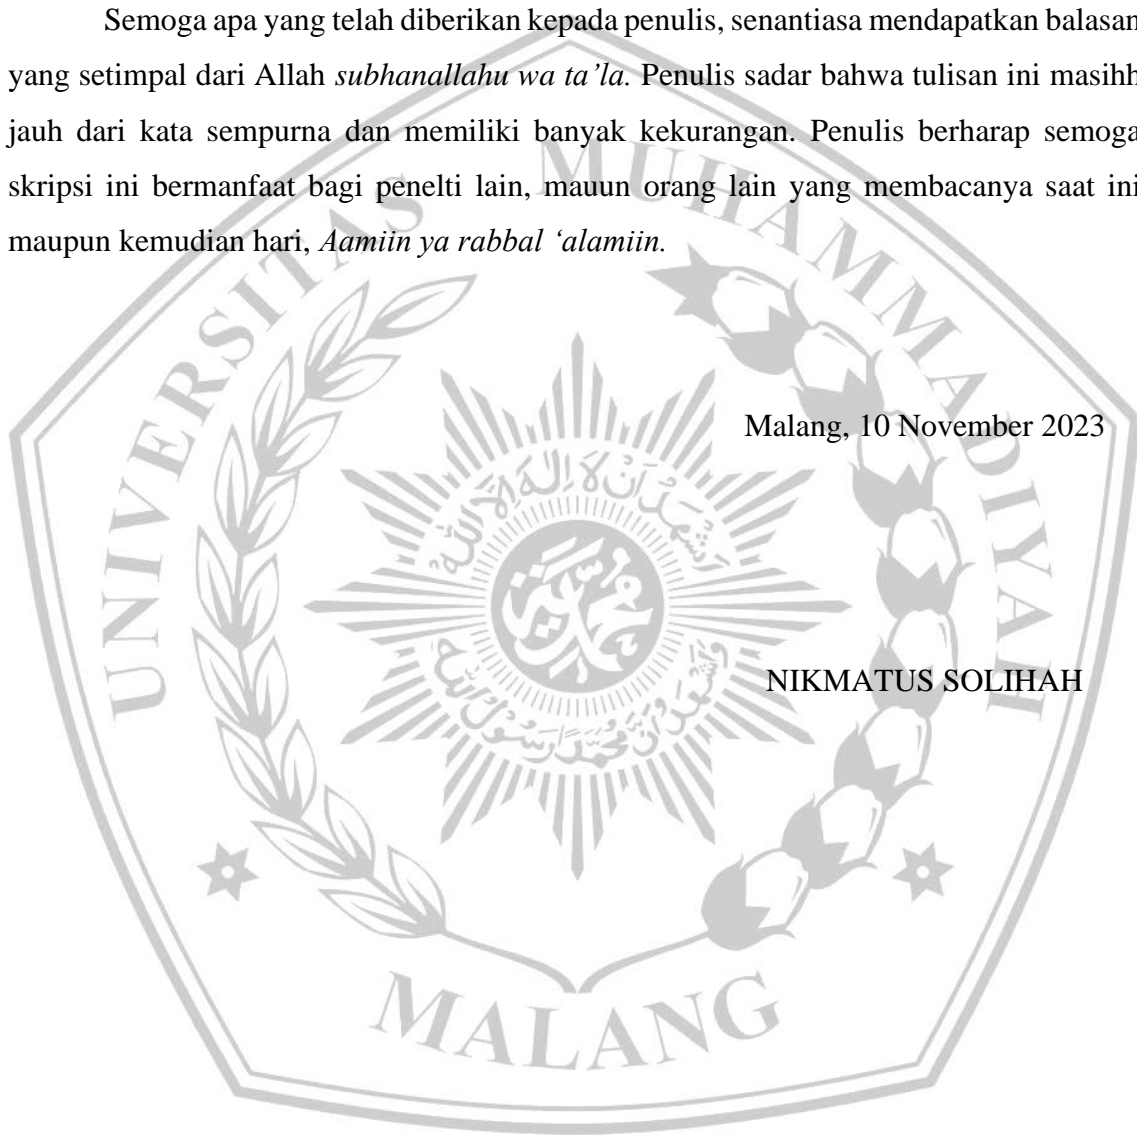 Semoga apa yang telah diberikan kepada penulis, senantiasa mendapatkan balasan
yang setimpal dari Allah subhanallahu wa ta’la. Penulis sadar bahwa tulisan ini masihh
jauh dari kata sempurna dan memiliki banyak kekurangan. Penulis berharap semoga
skripsi ini bermanfaat bagi penelti lain, mauun orang lain yang membacanya saat ini
maupun kemudian hari, Aamiin ya rabbal ‘alamiin.
Malang, 10 November 2023
NIKMATUS SOLIHAH
UNIVERSITAS MUHAMMADIYAH
MALANG